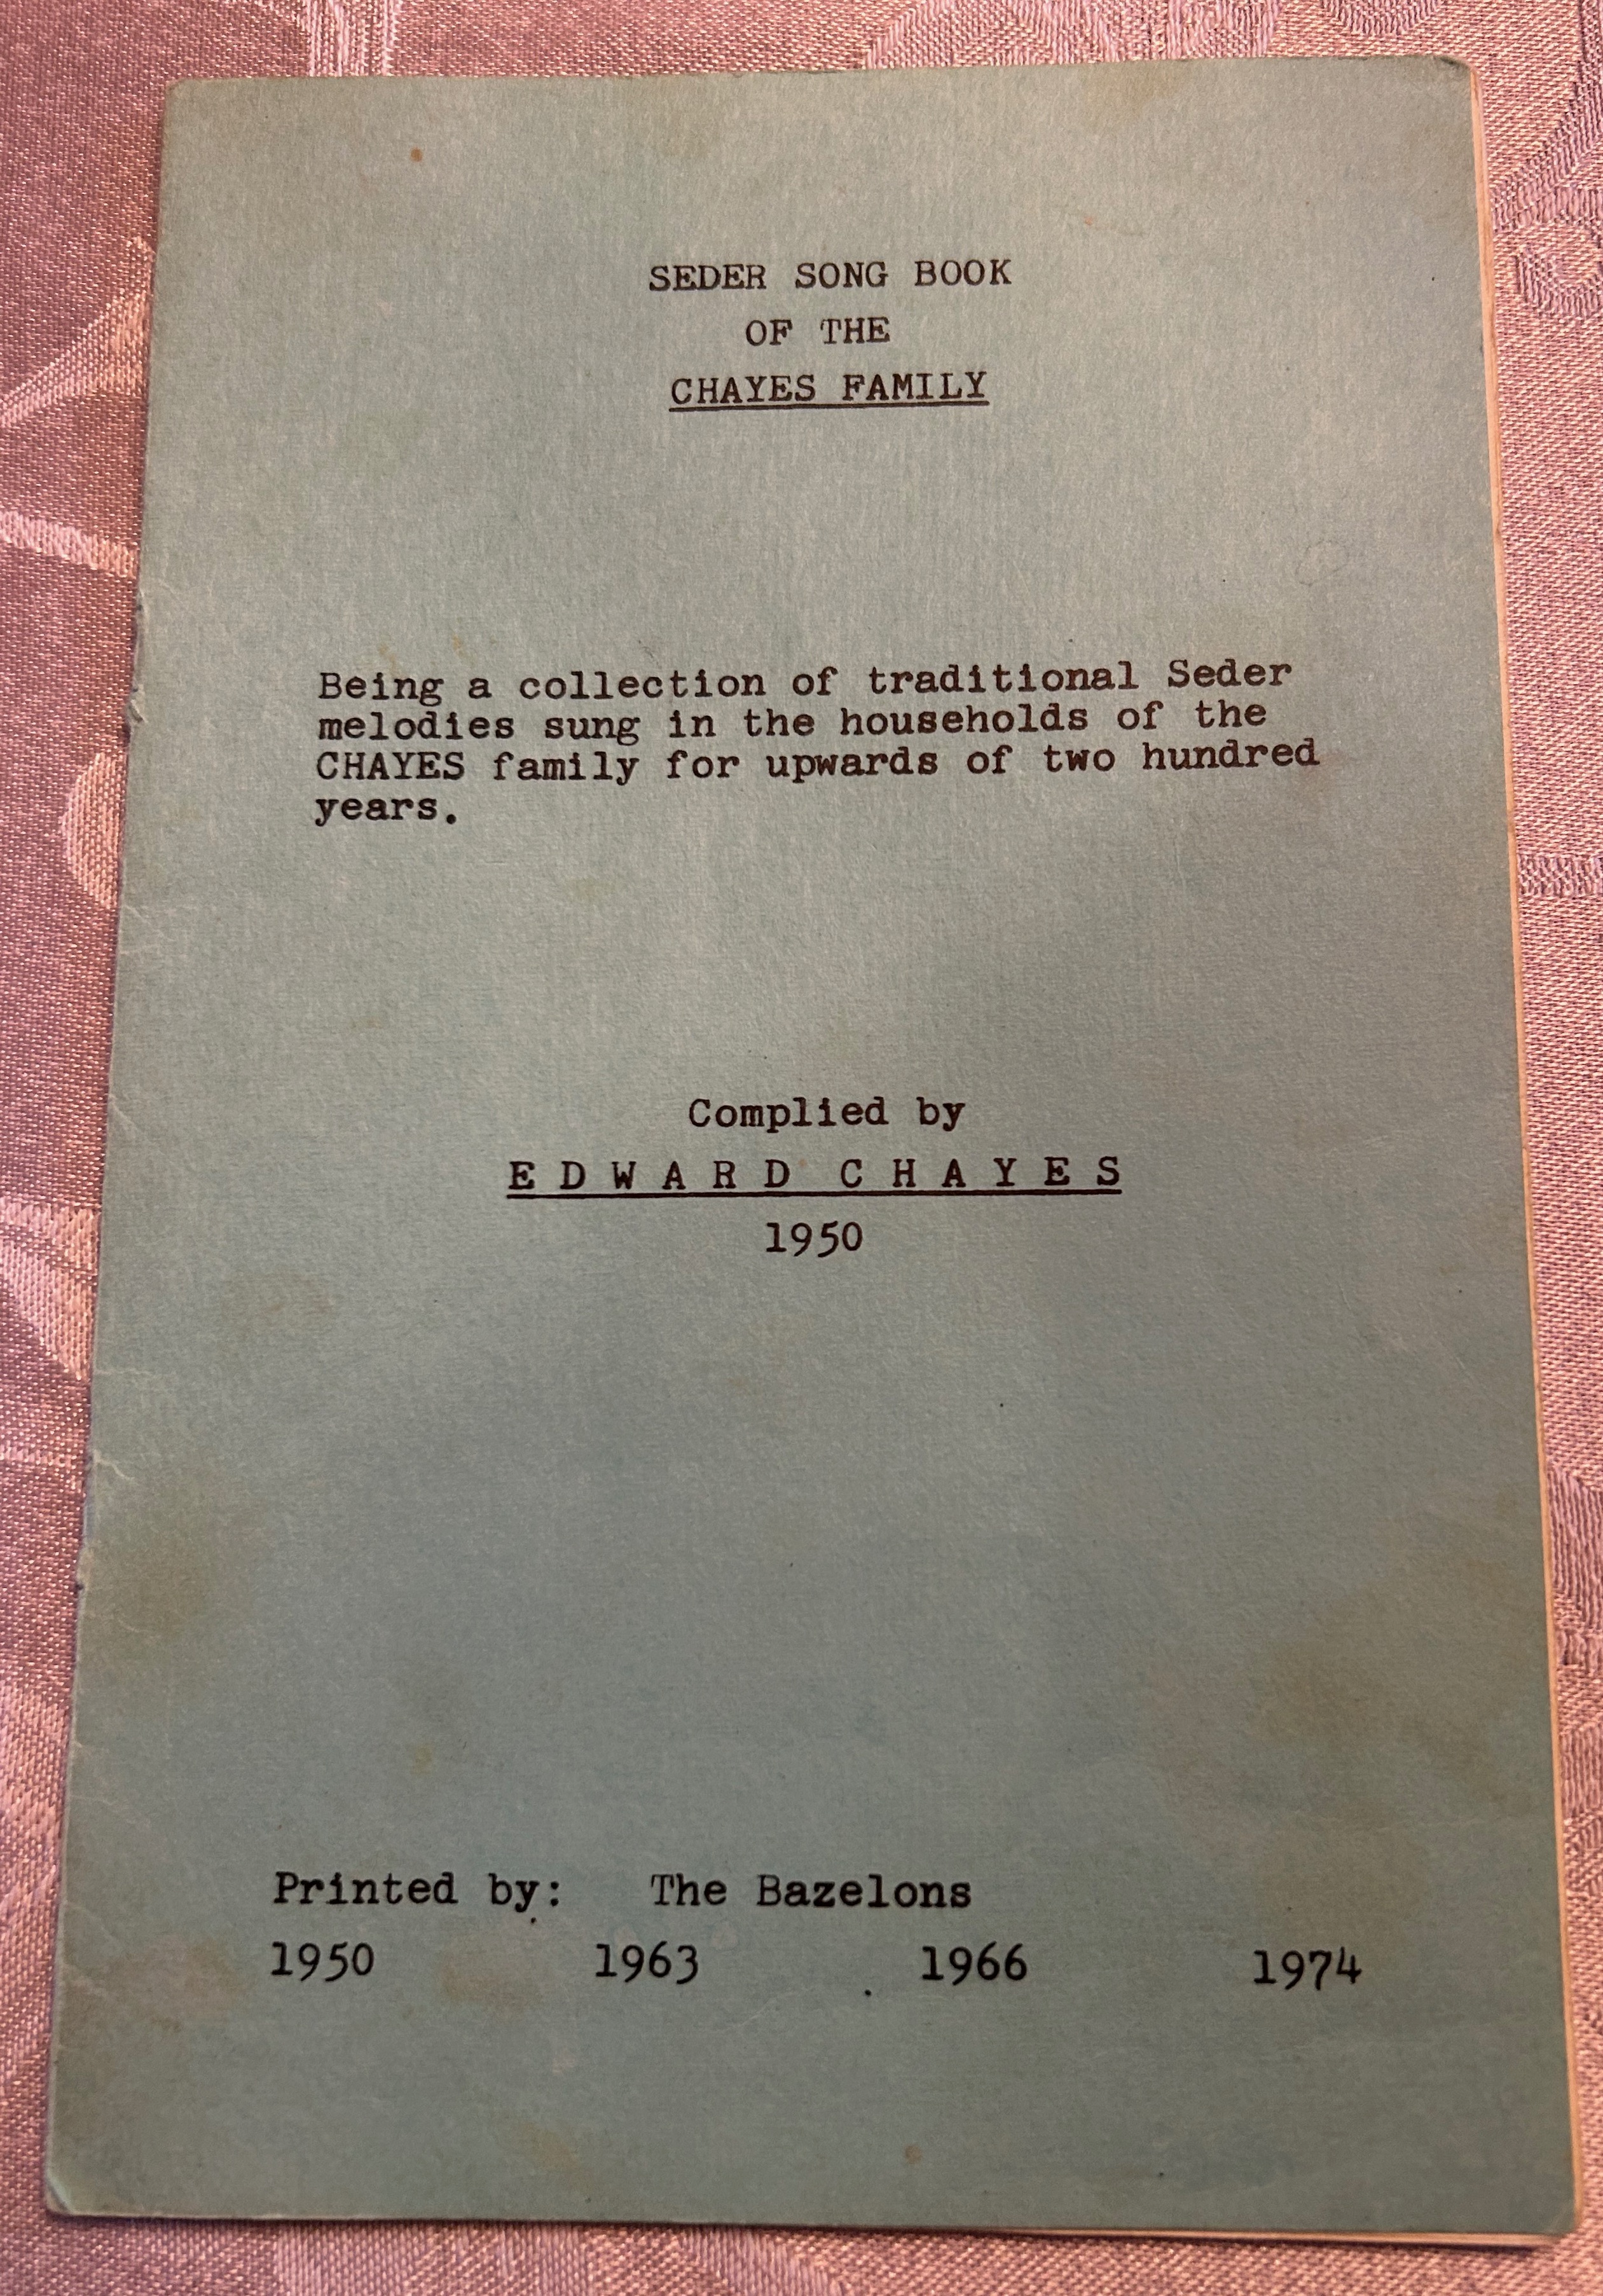 SEDER SONG BOOK
OF THE
CHAYES FAMILY
Being a collection of traditional Seder
melodies sung in the households of the
CHAYES family for upwards of two hundred
years.
Complied by
E D W A R D C H A Y E S
1950
Printed by: The Bazelons
1950 1963 1966 1974